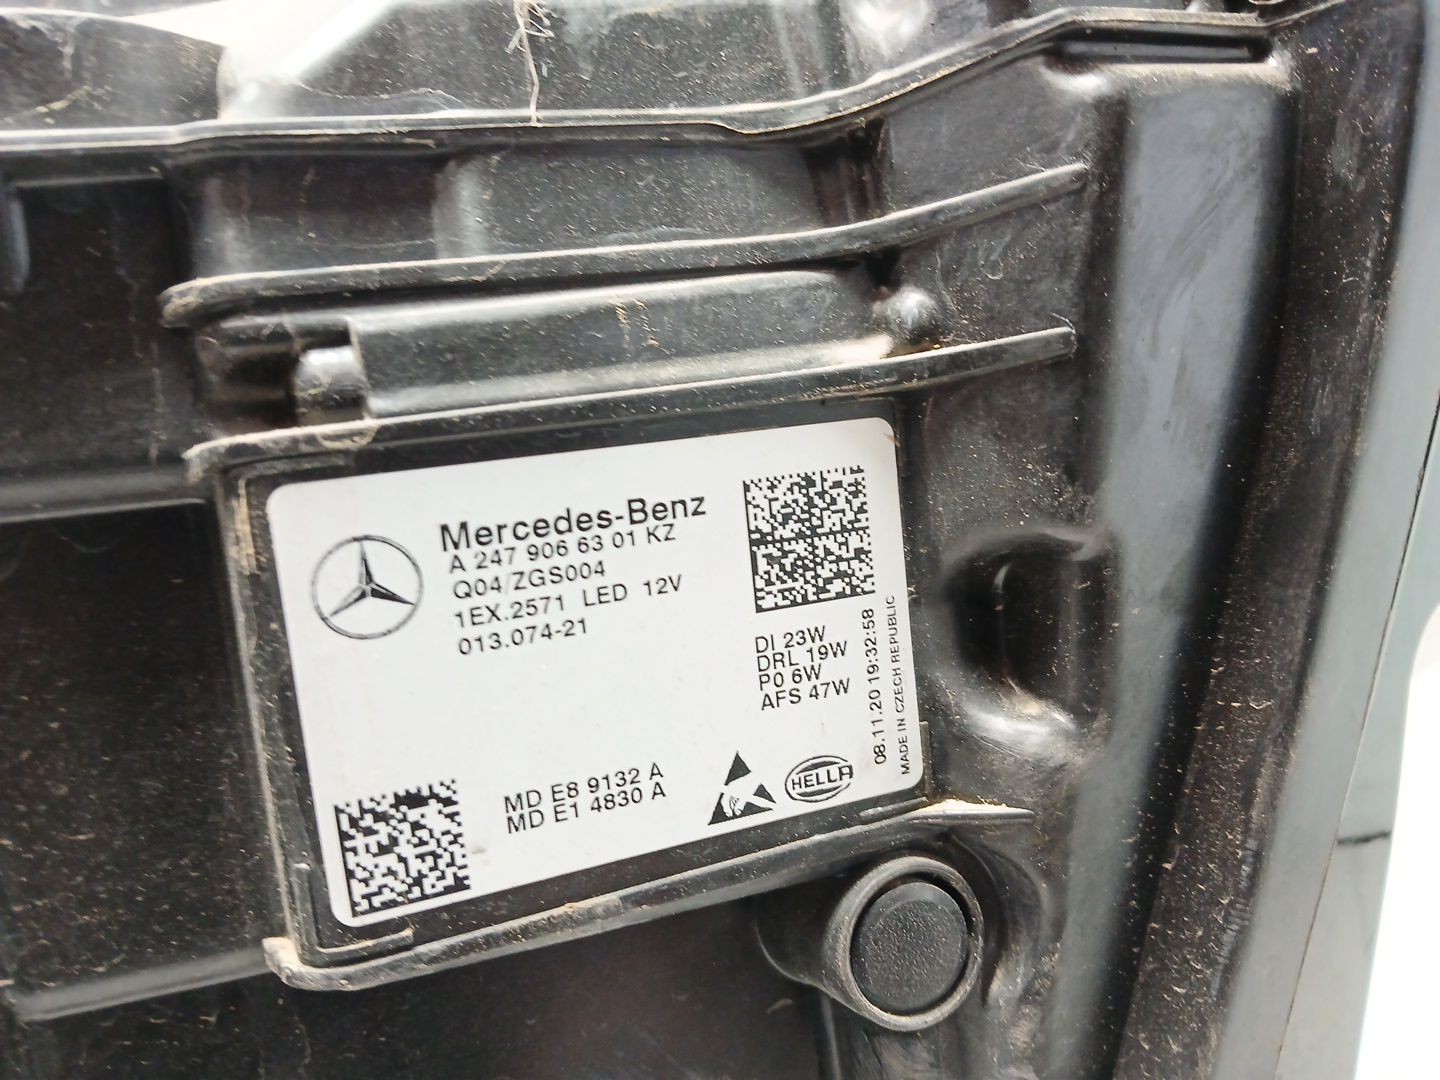 Mercedes-Benz
A 247 906 63 01 KZ
Q04/ZGS004
1EX.2571 LED 12V
013.074-21
DI 23W
DRL 19W
PO 6W
AFS 47W
08.11.20 19:32:58
MADE IN CZECH REPUBLIC
MD E8 9132 A
MD E1 4830 A
HELLA